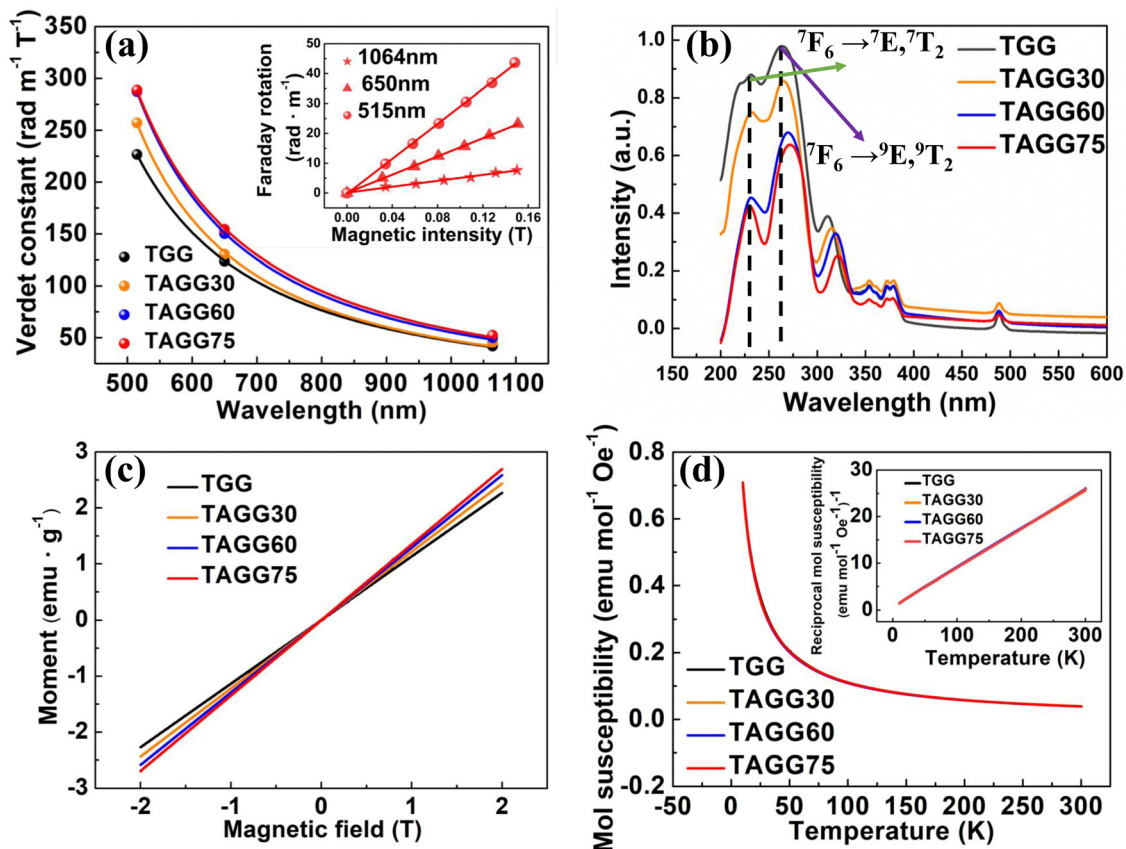 (a)
Verdet constant (rad m⁻¹ T⁻¹)
350
300
250
200
150
100
50
500 600 700 800 900 1000 1100
Wavelength (nm)
TGG
TAGG30
TAGG60
TAGG75
Faraday rotation
(rad · m⁻¹)
50
40
30
20
10
0
0.00 0.04 0.08 0.12 0.16
Magnetic intensity (T)
1064nm
650nm
515nm
(b)
Intensity (a.u.)
1.0
0.8
0.6
0.4
0.2
0.0
200 250 300 350 400 450 500 550 600
Wavelength (nm)
⁷F₆ →⁷E,⁷T₂
⁷F₆ →⁹E,⁹T₂
TGG
TAGG30
TAGG60
TAGG75
(c)
Moment (emu · g⁻¹)
3
2
1
0
-1
-2
-3
-2 -1 0 1 2
Magnetic field (T)
TGG
TAGG30
TAGG60
TAGG75
(d)
Mol susceptibility (emu mol⁻¹ Oe⁻¹)
0.8
0.6
0.4
0.2
0.0
-0.2
-50 0 50 100 150 200 250 300
Temperature (K)
TGG
TAGG30
TAGG60
TAGG75
Reciprocal mol susceptibility
(emu mol⁻¹ Oe⁻¹)⁻¹
30
20
10
0
0 100 200 300
Temperature (K)
TGG
TAGG30
TAGG60
TAGG75